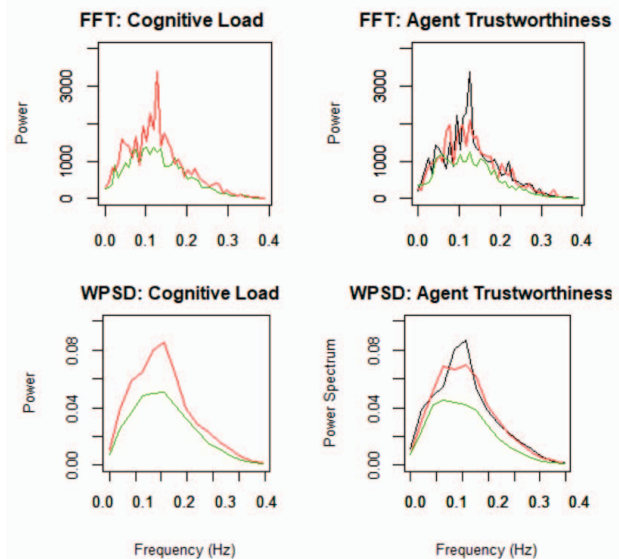 FFT: Cognitive Load
FFT: Agent Trustworthiness
Power
Power
3000
1000
0
3000
1000
0
0.0 0.1 0.2 0.3 0.4
0.0 0.1 0.2 0.3 0.4
WPSD: Cognitive Load
WPSD: Agent Trustworthiness
Power
Power Spectrum
0.08
0.04
0.00
0.08
0.04
0.00
0.0 0.1 0.2 0.3 0.4
0.0 0.1 0.2 0.3 0.4
Frequency (Hz)
Frequency (Hz)